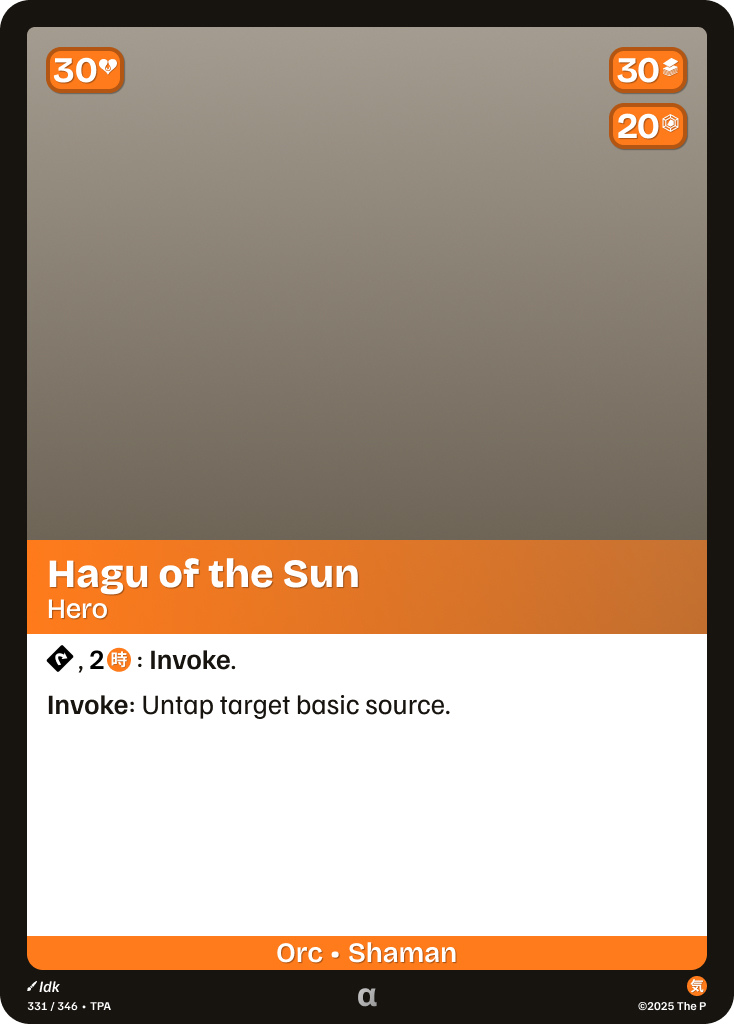 30
30
20
Hagu of the Sun
Hero
, 2時 : Invoke.
Invoke: Untap target basic source.
Orc • Shaman
Idk
331 / 346 • TPA
α
気
©2025 The P